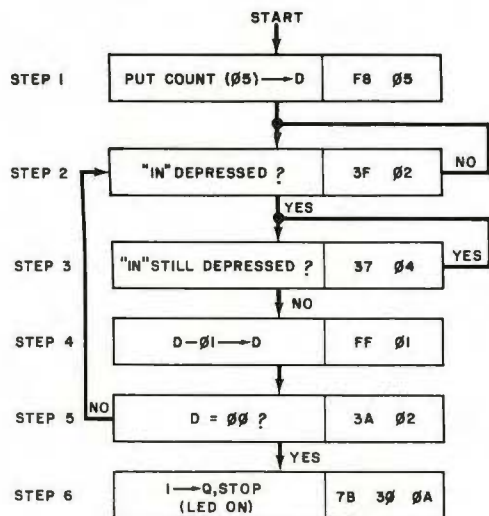 START
STEP 1 PUT COUNT (Ø5) → D F8 Ø5
STEP 2 "IN" DEPRESSED ? 3F Ø2 NO
YES
STEP 3 "IN" STILL DEPRESSED ? 37 Ø4 YES
NO
STEP 4 D-Ø1 → D FF Ø1
NO
STEP 5 D = ØØ ? 3A Ø2
YES
STEP 6 1 → Q, STOP
(LED ON) 7B 3Ø ØA